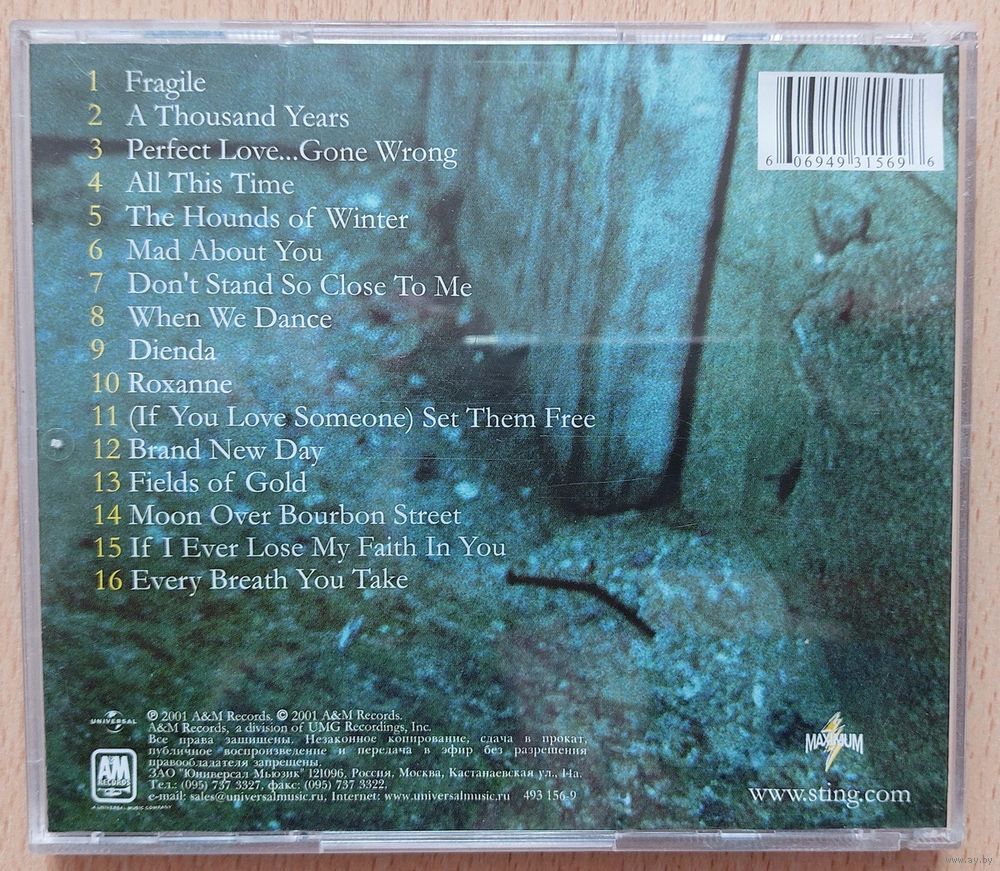 1 Fragile
2 A Thousand Years
3 Perfect Love...Gone Wrong
4 All This Time
5 The Hounds of Winter
6 Mad About You
7 Don't Stand So Close To Me
8 When We Dance
9 Dienda
10 Roxanne
11 (If You Love Someone) Set Them Free
12 Brand New Day
13 Fields of Gold
14 Moon Over Bourbon Street
15 If I Ever Lose My Faith In You
16 Every Breath You Take
6 06949 31569 6
UNIVERSAL
℗ 2001 A&M Records. © 2001 A&M Records.
A&M Records, a division of UMG Recordings, Inc.
Все права защищены. Незаконное копирование, сдача в прокат,
публичное воспроизведение и передача в эфир без разрешения
правообладателя запрещены.
ЗАО "Юниверсал Мьюзик" 121096, Россия, Москва, Кастанаевская ул., 14а.
Тел.: (095) 737 3327, факс: (095) 737 3322,
e-mail: sales@universalmusic.ru, Internet: www.universalmusic.ru 493 156-9
A&M
RECORDS
A UNIVERSAL MUSIC COMPANY
MAXIMUM
www.sting.com
www.ay.by